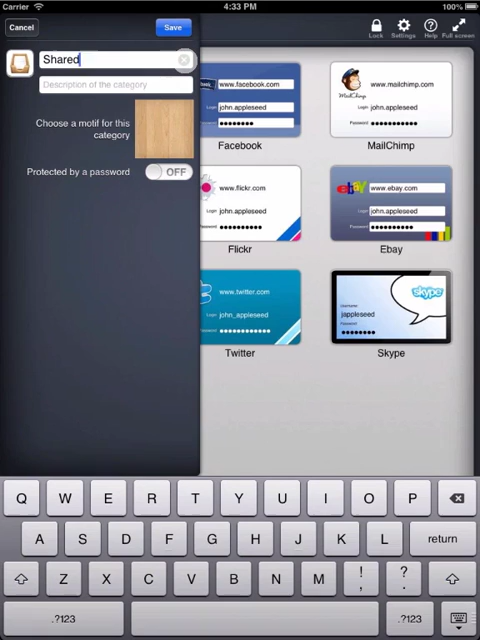 Carrier
4:33 PM
100%
Cancel
Save
Lock
Settings
Help
Full screen
Shared
Description of the category
Choose a motif for this
category
Protected by a password
OFF
www.facebook.com
Login
john.appleseed
Password
Facebook
MailChimp
www.mailchimp.com
Login
john.appleseed
Password
MailChimp
www.flickr.com
Login
john.appleseed
Password
Flickr
ebay
www.ebay.com
Login
john.appleseed
Password
Ebay
www.twitter.com
Login
john_appleseed
Password
Twitter
skype
Username
jappleseed
Password
Skype
Q W E R T Y U I O P
A S D F G H J K L return
Z X C V B N M ! , ? .
.?123 .?123